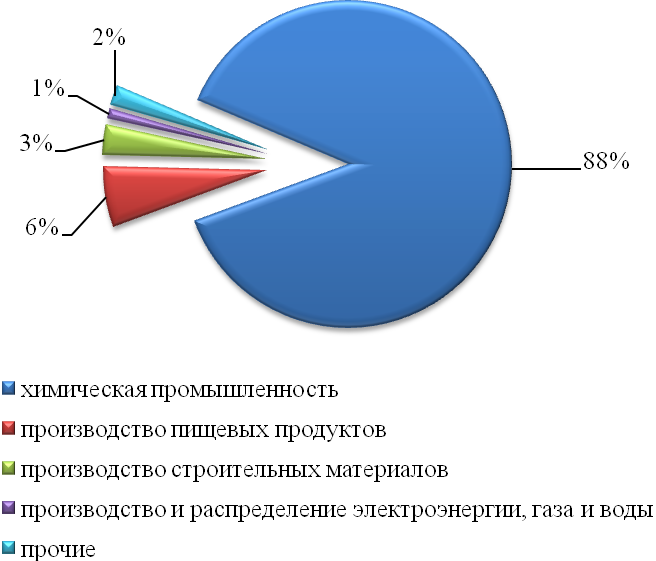 2%
1%
3%
88%
6%
химическая промышленность
производство пищевых продуктов
производство строительных материалов
производство и распределение электроэнергии, газа и воды
прочие